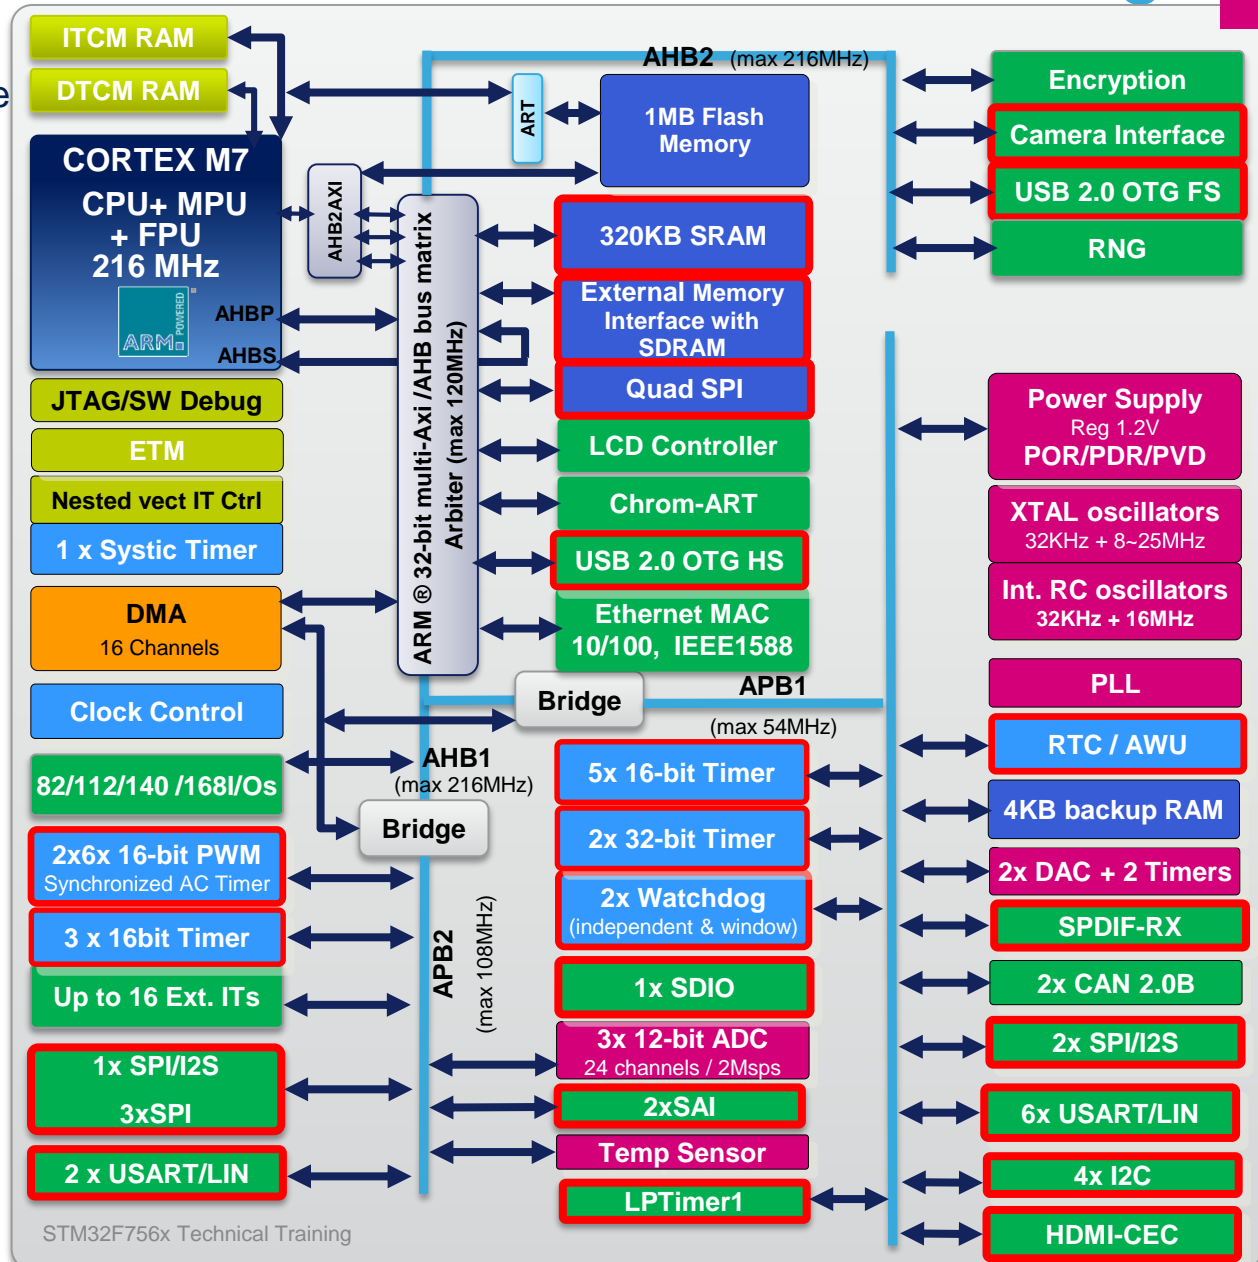 ITCM RAM
DTCM RAM
e
CORTEX M7
CPU+ MPU
+ FPU
216 MHz
ARM
POWERED
AHBP
AHBS
JTAG/SW Debug
ETM
Nested vect IT Ctrl
1 x Systic Timer
DMA
16 Channels
Clock Control
82/112/140 /168I/Os
2x6x 16-bit PWM
Synchronized AC Timer
3 x 16bit Timer
Up to 16 Ext. ITs
1x SPI/I2S
3xSPI
2 x USART/LIN
STM32F756x Technical Training
AHB2AXI
ARM ® 32-bit multi-Axi /AHB bus matrix
Arbiter (max 120MHz)
AHB2 (max 216MHz)
ART
1MB Flash
Memory
320KB SRAM
External Memory
Interface with
SDRAM
Quad SPI
LCD Controller
Chrom-ART
USB 2.0 OTG HS
Ethernet MAC
10/100, IEEE1588
Bridge
APB1
(max 54MHz)
AHB1
(max 216MHz)
Bridge
APB2
(max 108MHz)
5x 16-bit Timer
2x 32-bit Timer
2x Watchdog
(independent & window)
1x SDIO
3x 12-bit ADC
24 channels / 2Msps
2xSAI
Temp Sensor
LPTimer1
Encryption
Camera Interface
USB 2.0 OTG FS
RNG
Power Supply
Reg 1.2V
POR/PDR/PVD
XTAL oscillators
32KHz + 8~25MHz
Int. RC oscillators
32KHz + 16MHz
PLL
RTC / AWU
4KB backup RAM
2x DAC + 2 Timers
SPDIF-RX
2x CAN 2.0B
2x SPI/I2S
6x USART/LIN
4x I2C
HDMI-CEC